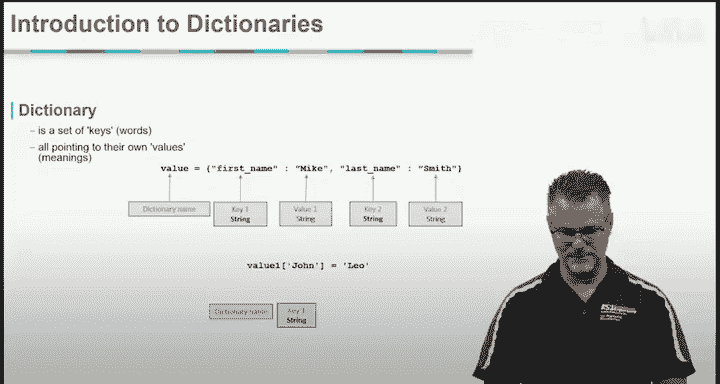 Introduction to Dictionaries
Dictionary
– is a set of 'keys' (words)
– all pointing to their own 'values'
(meanings)
value = {"first_name" : "Mike", "last_name" : "Smith"}
Dictionary name
Key 1
String
Value 1
String
Key 2
String
Value 2
String
value1['John'] = 'Leo'
Dictionary name
Key 1
String